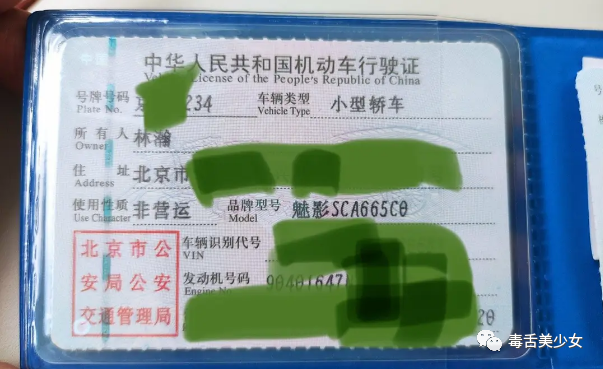 中华人民共和国机动车行驶证
Vehicle License of the People's Republic of China
号牌号码 234 车辆类型 小型轿车
Plate No. Vehicle Type
所有人 林瀚
Owner
住址 北京市
Address
使用性质 非营运 品牌型号 魅影SCA665C0
Use Character Model
北京市公 车辆识别代号
VIN
安局公安 发动机号码 90401647
Engine No.
交通管理局
毒舌美少女